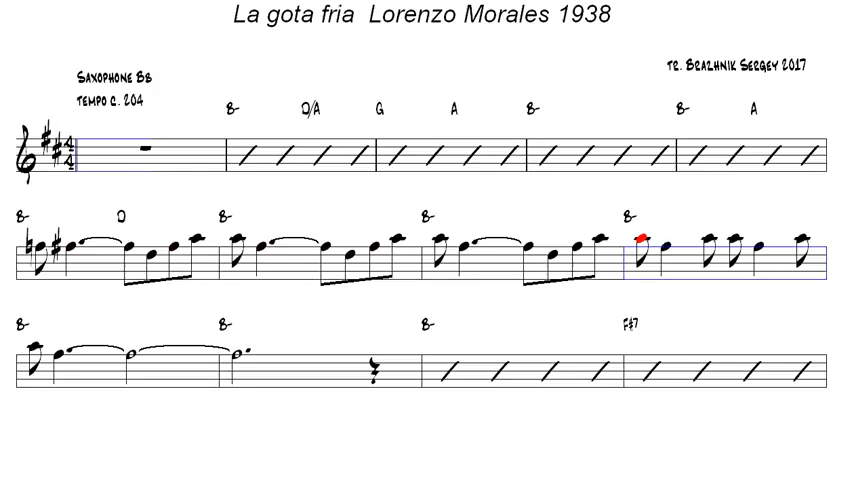 La gota fria Lorenzo Morales 1938
tr. Brazhnik Sergey 2017
Saxophone Bb
tempo c. 204
B- D/A G A B- B- A
B- D B- B- B-
B- B- B- F#7